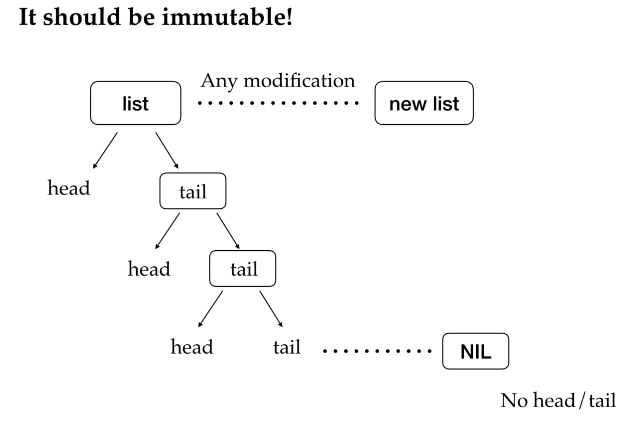 It should be immutable!
Any modification
list
new list
head
tail
head
tail
head
tail
NIL
No head/tail